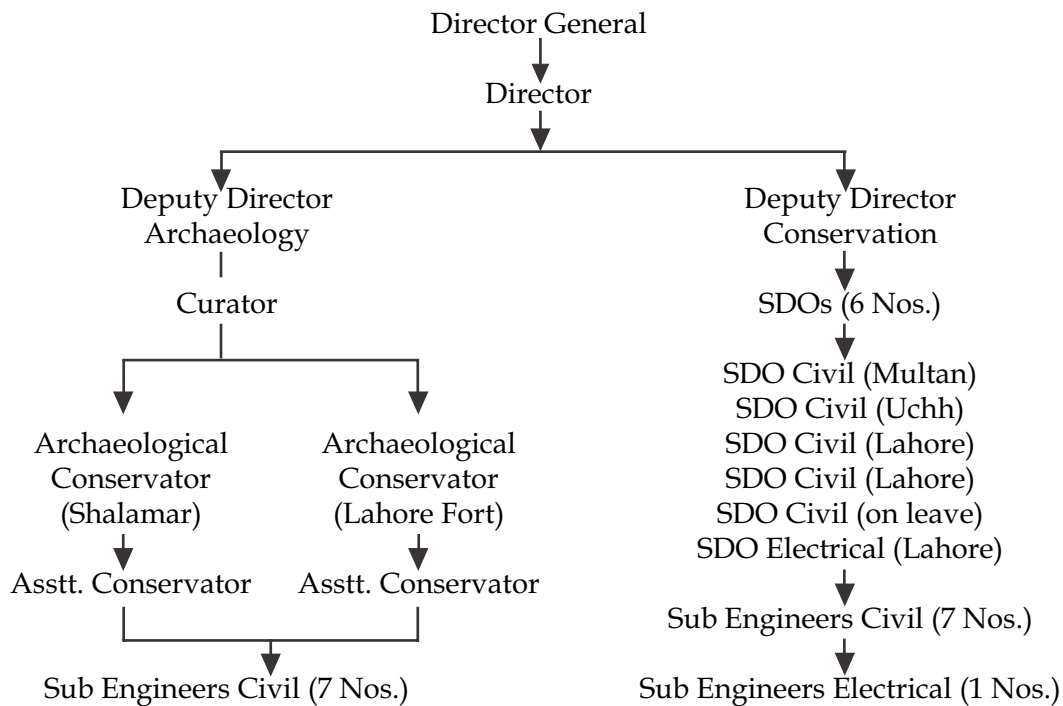 Director General
Director
Deputy Director
Archaeology
Curator
Archaeological
Conservator
(Shalamar)
Asstt. Conservator
Archaeological
Conservator
(Lahore Fort)
Asstt. Conservator
Sub Engineers Civil (7 Nos.)
Deputy Director
Conservation
SDOs (6 Nos.)
SDO Civil (Multan)
SDO Civil (Uchh)
SDO Civil (Lahore)
SDO Civil (Lahore)
SDO Civil (on leave)
SDO Electrical (Lahore)
Sub Engineers Civil (7 Nos.)
Sub Engineers Electrical (1 Nos.)